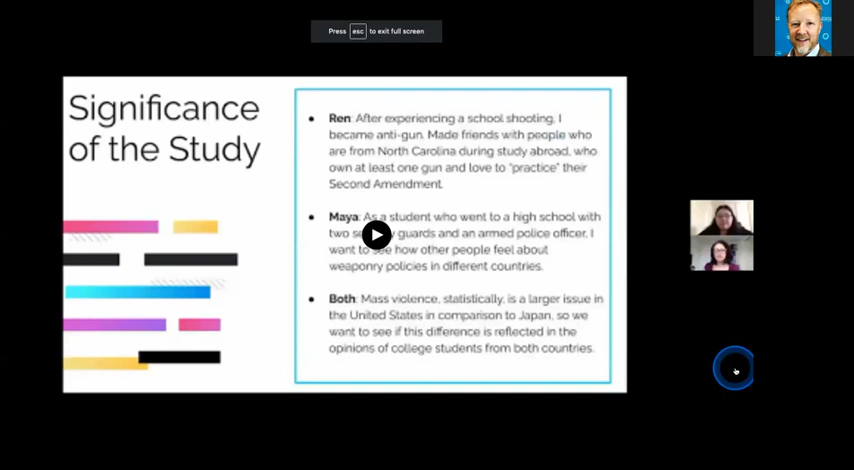 Press esc to exit full screen
Significance
of the Study
Ren: After experiencing a school shooting, I
became anti-gun. Made friends with people who
are from North Carolina during study abroad, who
own at least one gun and love to "practice" their
Second Amendment.
Maya: As a student who went to a high school with
two guards and an armed police officer, I
want to see how other people feel about
weaponry policies in different countries.
Both: Mass violence, statistically, is a larger issue in
the United States in comparison to Japan, so we
want to see if this difference is reflected in the
opinions of college students from both countries.